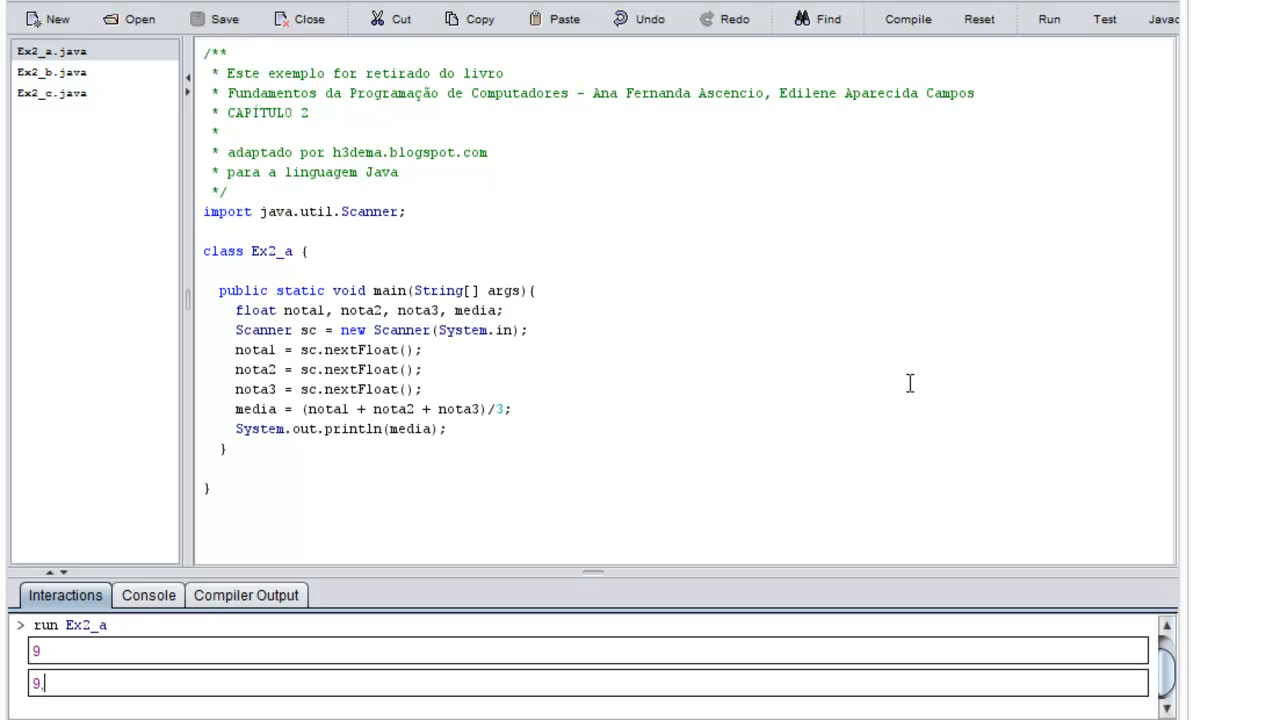 New Open Save Close Cut Copy Paste Undo Redo Find Compile Reset Run Test Javac
Ex2_a.java
Ex2_b.java
Ex2_c.java
/**
* Este exemplo for retirado do livro
* Fundamentos da Programação de Computadores - Ana Fernanda Ascencio, Edilene Aparecida Campos
* CAPÍTULO 2
*
* adaptado por h3dema.blogspot.com
* para a linguagem Java
*/
import java.util.Scanner;
class Ex2_a {
public static void main(String[] args){
float nota1, nota2, nota3, media;
Scanner sc = new Scanner(System.in);
nota1 = sc.nextFloat();
nota2 = sc.nextFloat();
nota3 = sc.nextFloat();
media = (nota1 + nota2 + nota3)/3;
System.out.println(media);
}
}
Interactions Console Compiler Output
> run Ex2_a
9
9,